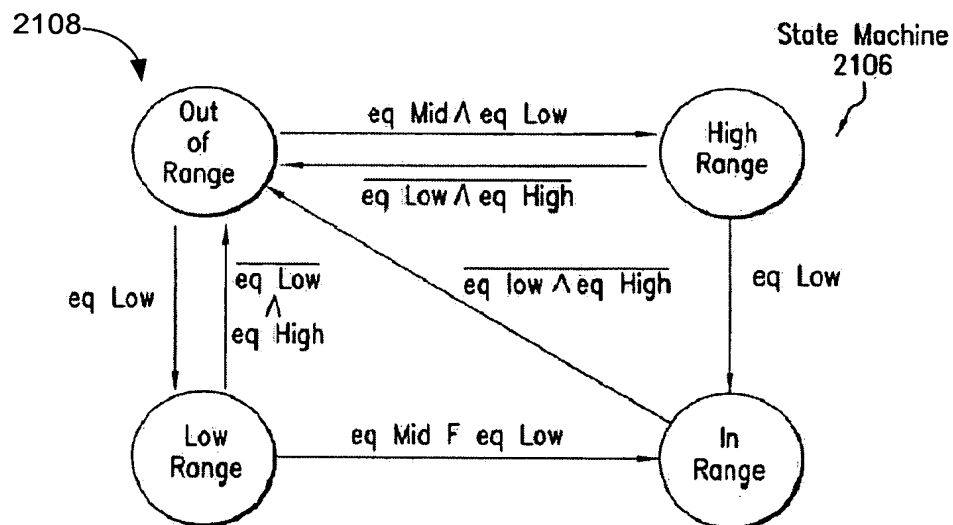 2108
State Machine
2106
Out
of
Range
eq Mid Λ eq Low
High
Range
eq Low Λ eq High
eq Low
eq Low
Λ
eq High
eq low Λ eq High
eq Low
Low
Range
eq Mid F eq Low
In
Range